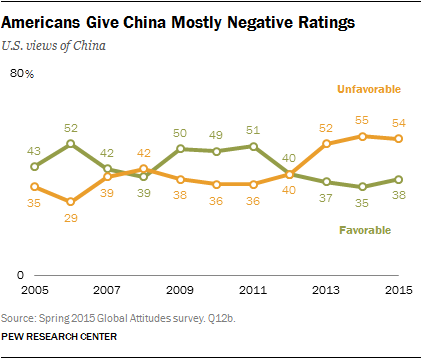 Americans Give China Mostly Negative Ratings
U.S. views of China
80%
Unfavorable
43 52 42 42 50 49 51 40 52 55 54
35 29 39 39 38 36 36 40 37 35 38
Favorable
0
2005 2007 2009 2011 2013 2015
Source: Spring 2015 Global Attitudes survey. Q12b.
PEW RESEARCH CENTER